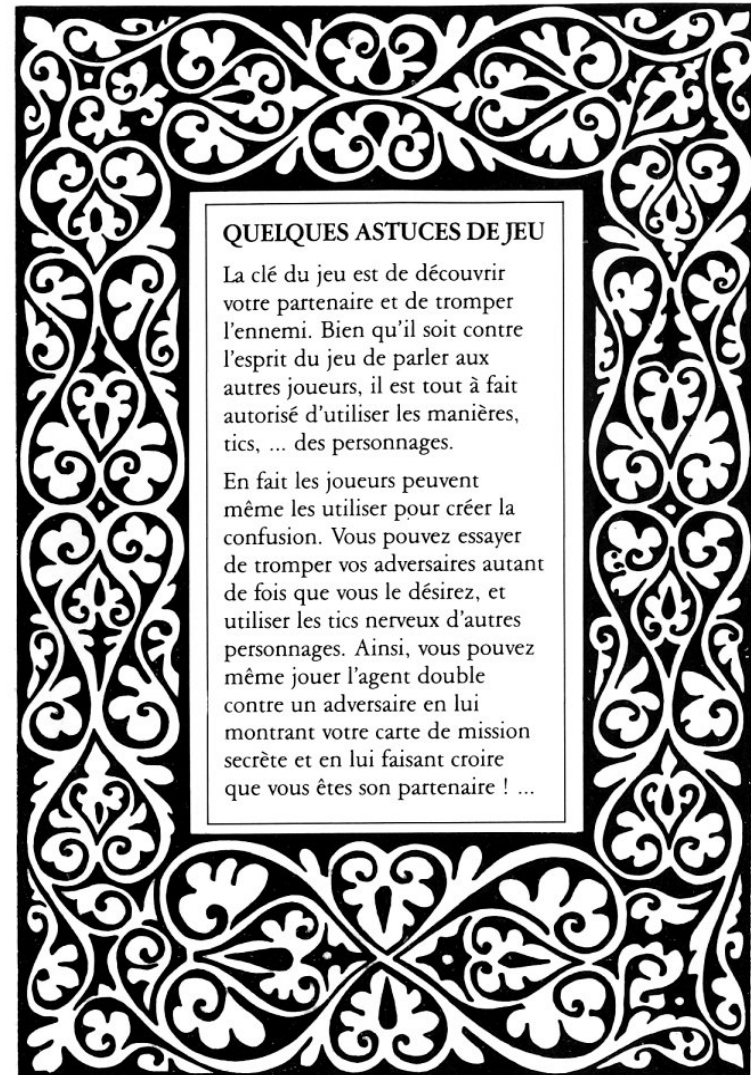 QUELQUES ASTUCES DE JEU
La clé du jeu est de découvrir
votre partenaire et de tromper
l'ennemi. Bien qu'il soit contre
l'esprit du jeu de parler aux
autres joueurs, il est tout à fait
autorisé d'utiliser les manières,
tics, ... des personnages.
En fait les joueurs peuvent
même les utiliser pour créer la
confusion. Vous pouvez essayer
de tromper vos adversaires autant
de fois que vous le désirez, et
utiliser les tics nerveux d'autres
personnages. Ainsi, vous pouvez
même jouer l'agent double
contre un adversaire en lui
montrant votre carte de mission
secrète et en lui faisant croire
que vous êtes son partenaire ! ...